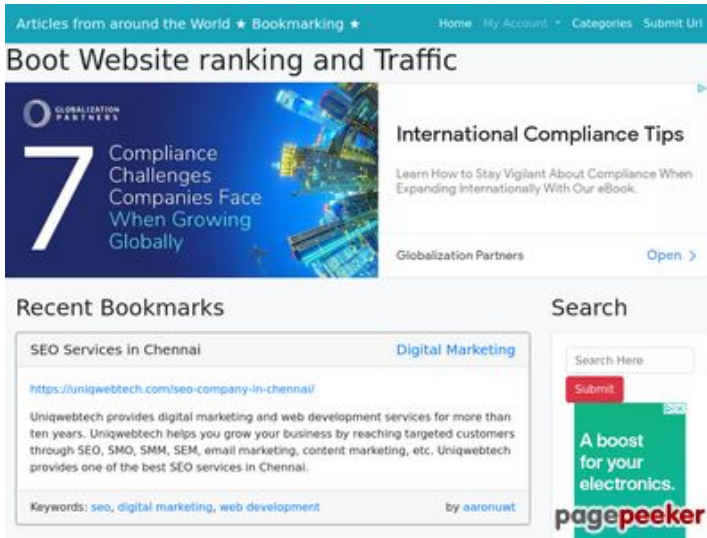 Articles from around the World ★ Bookmarking ★ Home My Account Categories Submit Url
Boot Website ranking and Traffic
GLOBALIZATION
PARTNERS
7
Compliance
Challenges
Companies Face
When Growing
Globally
International Compliance Tips
Learn How to Stay Vigilant About Compliance When
Expanding Internationally With Our eBook.
Globalization Partners Open
Recent Bookmarks
SEO Services in Chennai Digital Marketing
https://uniqwebtech.com/seo-company-in-chennai/
Uniqwebtech provides digital marketing and web development services for more than
ten years. Uniqwebtech helps you grow your business by reaching targeted customers
through SEO, SMO, SMM, SEM, email marketing, content marketing, etc. Uniqwebtech
provides one of the best SEO services in Chennai.
Keywords: seo, digital marketing, web development by aaronuwt
Search
Search Here
Submit
A boost
for your
electronics.
pagepeeker